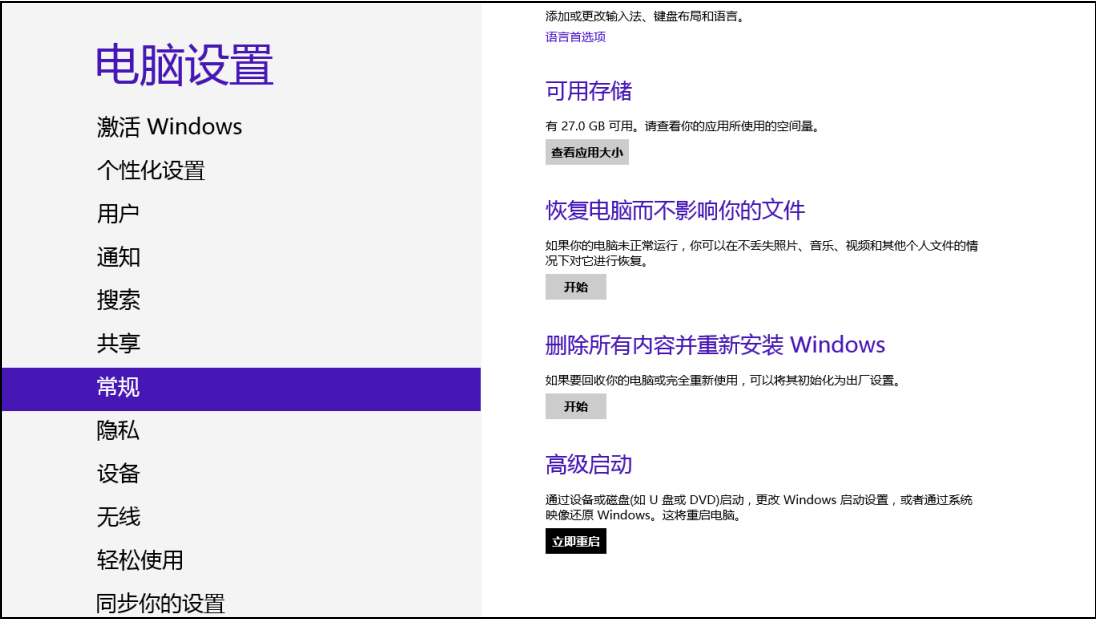 电脑设置
激活 Windows
个性化设置
用户
通知
搜索
共享
常规
隐私
设备
无线
轻松使用
同步你的设置
添加或更改输入法、键盘布局和语言。
语言首选项
可用存储
有 27.0 GB 可用。请查看你的应用所使用的空间量。
查看应用大小
恢复电脑而不影响你的文件
如果你的电脑未正常运行，你可以在不丢失照片、音乐、视频和其他个人文件的情
况下对它进行恢复。
开始
删除所有内容并重新安装 Windows
如果要回收你的电脑或完全重新使用，可以将其初始化为出厂设置。
开始
高级启动
通过设备或磁盘(如 U 盘或 DVD)启动，更改 Windows 启动设置，或者通过系统
映像还原 Windows。这将重启电脑。
立即重启